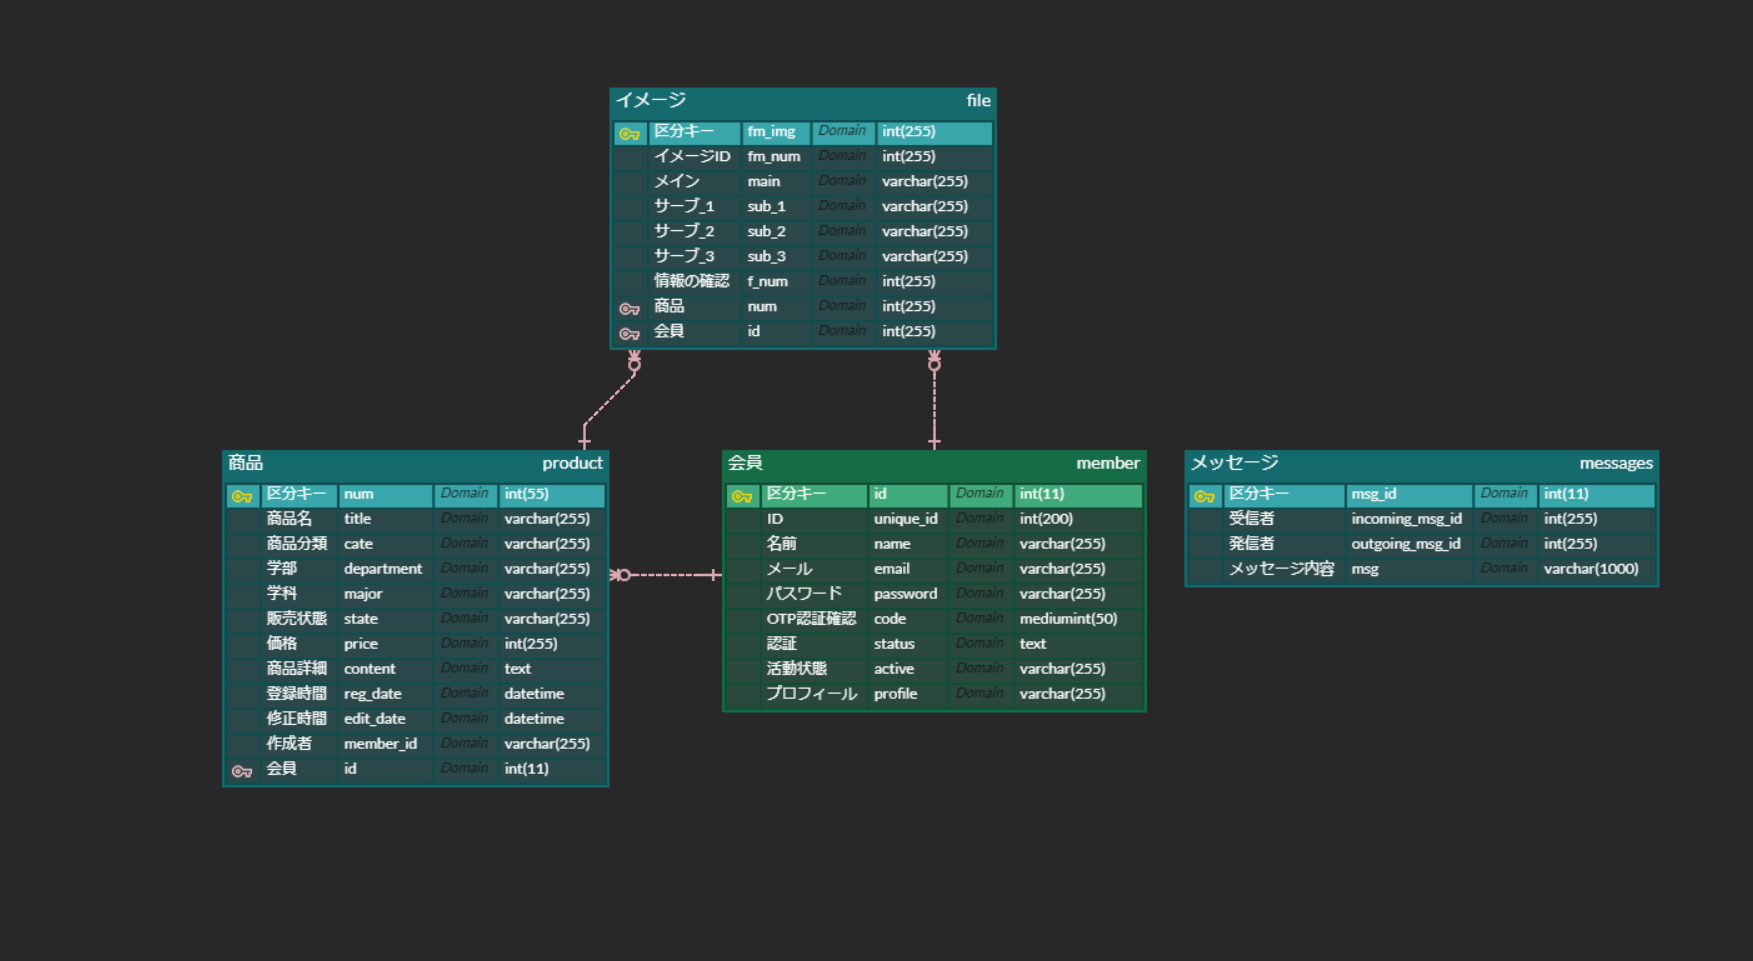 イメージ file
区分キー fm_img Domain int(255)
イメージID fm_num Domain int(255)
メイン main Domain varchar(255)
サーブ_1 sub_1 Domain varchar(255)
サーブ_2 sub_2 Domain varchar(255)
サーブ_3 sub_3 Domain varchar(255)
情報の確認 f_num Domain int(255)
商品 num Domain int(255)
会員 id Domain int(255)
商品 product
区分キー num Domain int(55)
商品名 title Domain varchar(255)
商品分類 cate Domain varchar(255)
学部 department Domain varchar(255)
学科 major Domain varchar(255)
販売状態 state Domain varchar(255)
価格 price Domain int(255)
商品詳細 content Domain text
登録時間 reg_date Domain datetime
修正時間 edit_date Domain datetime
作成者 member_id Domain varchar(255)
会員 id Domain int(11)
会員 member
区分キー id Domain int(11)
ID unique_id Domain int(200)
名前 name Domain varchar(255)
メール email Domain varchar(255)
パスワード password Domain varchar(255)
OTP認証確認 code Domain mediumint(50)
認証 status Domain text
活動状態 active Domain varchar(255)
プロフィール profile Domain varchar(255)
メッセージ messages
区分キー msg_id Domain int(11)
受信者 incoming_msg_id Domain int(255)
発信者 outgoing_msg_id Domain int(255)
メッセージ内容 msg Domain varchar(1000)